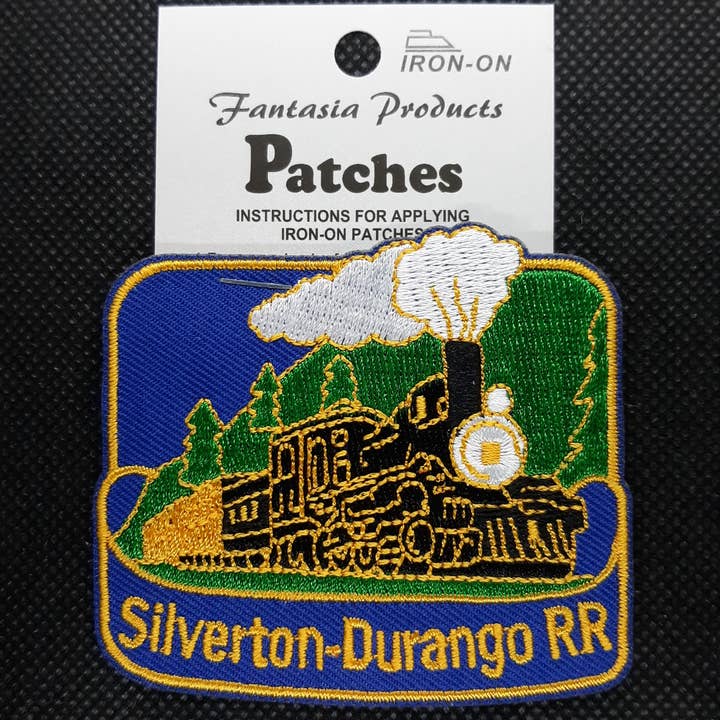 IRON-ON
Fantasia Products
Patches
INSTRUCTIONS FOR APPLYING
IRON-ON PATCHES
Silverton-Durango RR